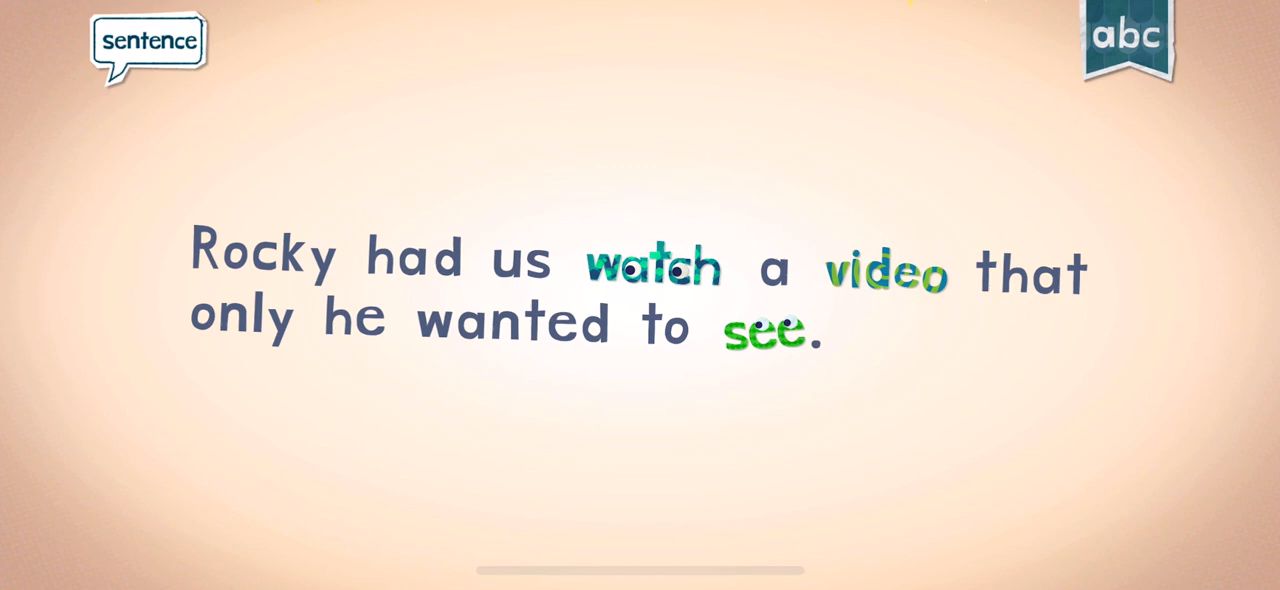 sentence
abc
Rocky had us watch a video that
only he wanted to see.